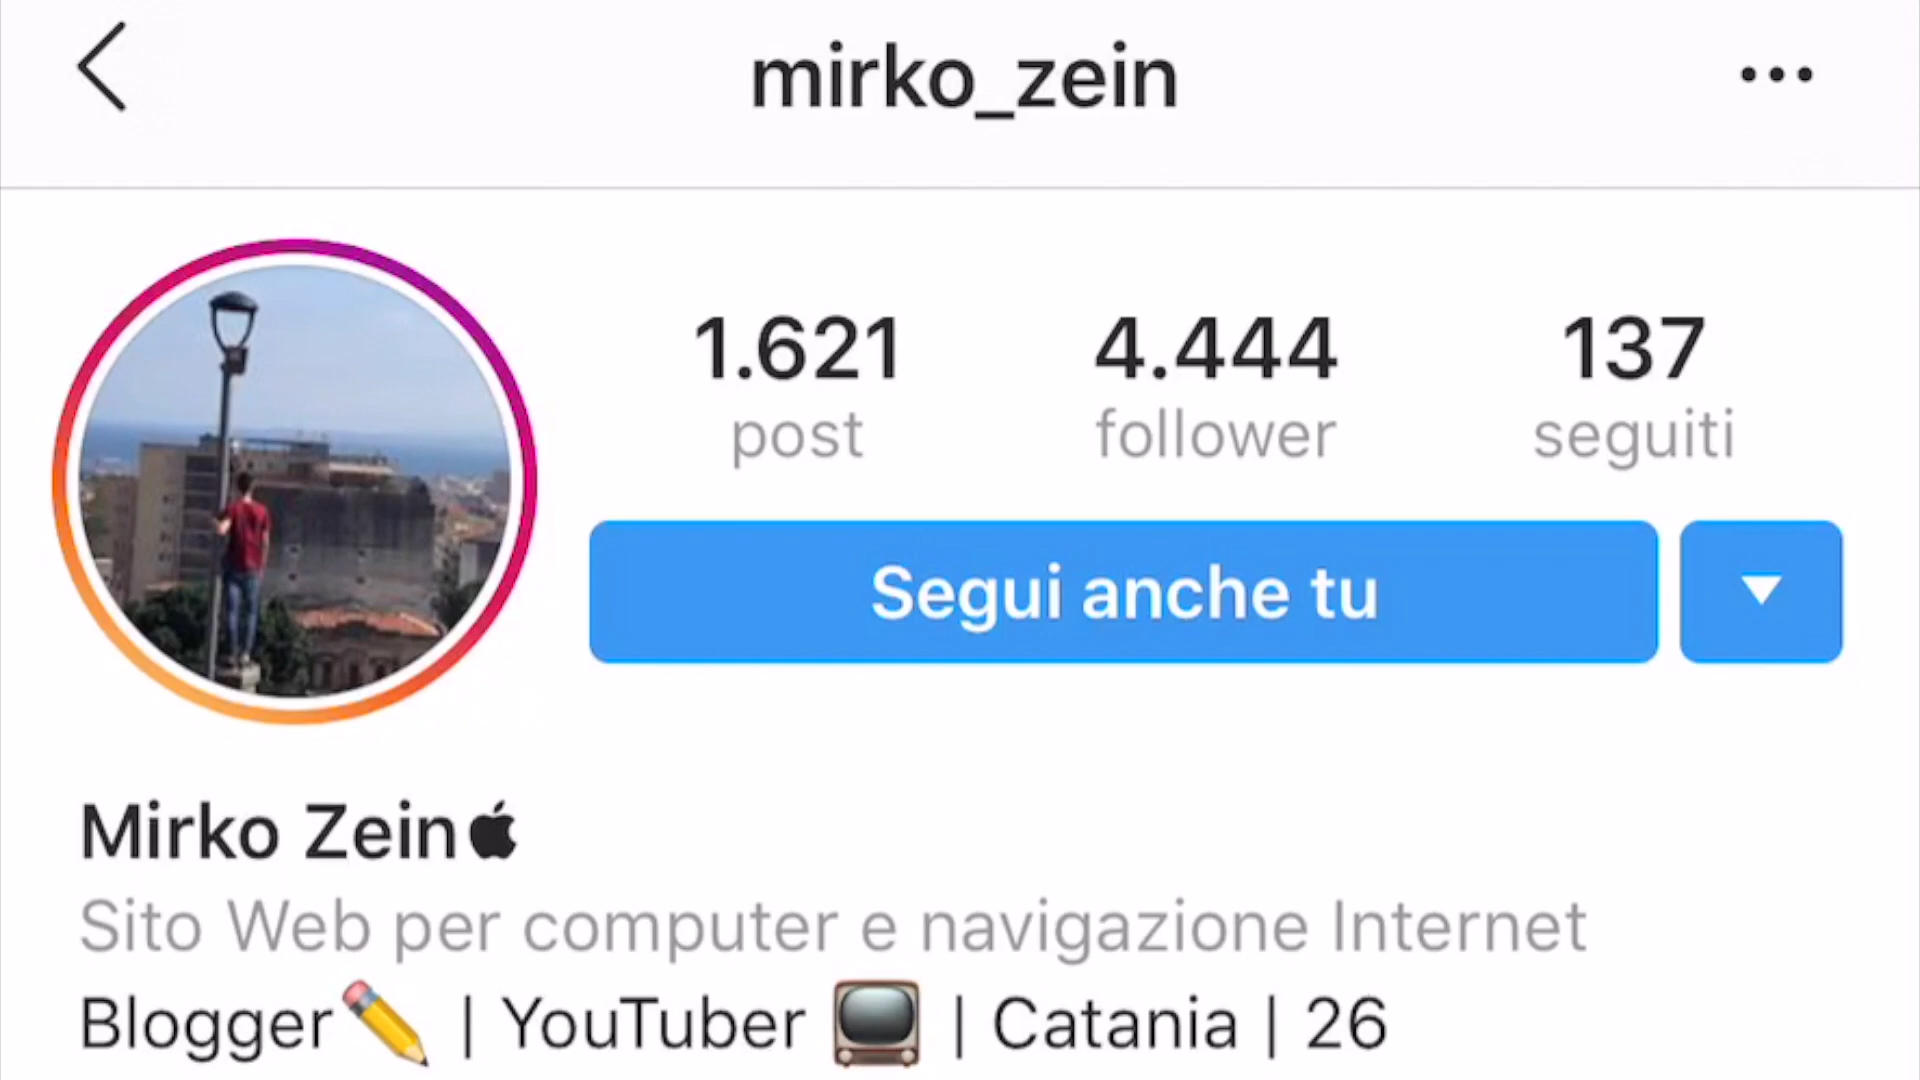 mirko_zein
1.621 4.444 137
post follower seguiti
Segui anche tu
Mirko Zein
Sito Web per computer e navigazione Internet
Blogger✏️ | YouTuber 📺 | Catania | 26